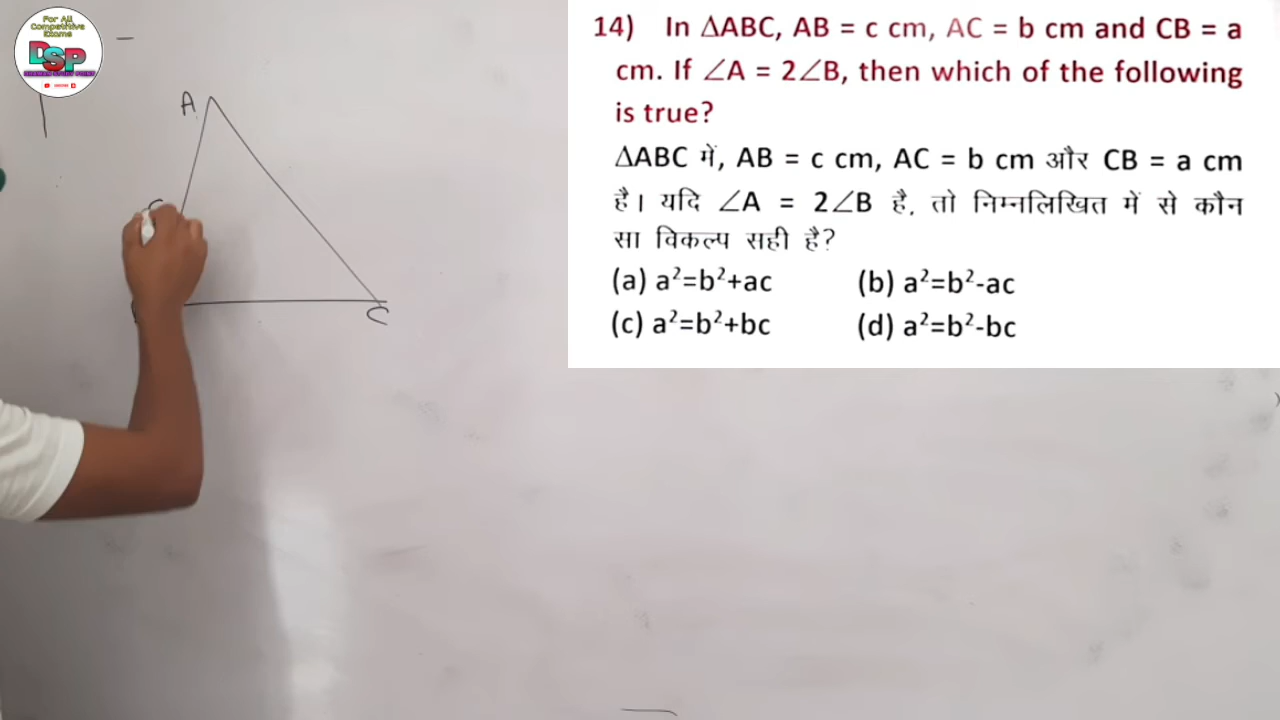 For All
Competitive
Exams
DSP
A
C
C
14) In ΔABC, AB = c cm, AC = b cm and CB = a
cm. If ∠A = 2∠B, then which of the following
is true?
ΔABC में, AB = c cm, AC = b cm और CB = a cm
है। यदि ∠A = 2∠B है, तो निम्नलिखित में से कौन
सा विकल्प सही है?
(a) a²=b²+ac (b) a²=b²-ac
(c) a²=b²+bc (d) a²=b²-bc